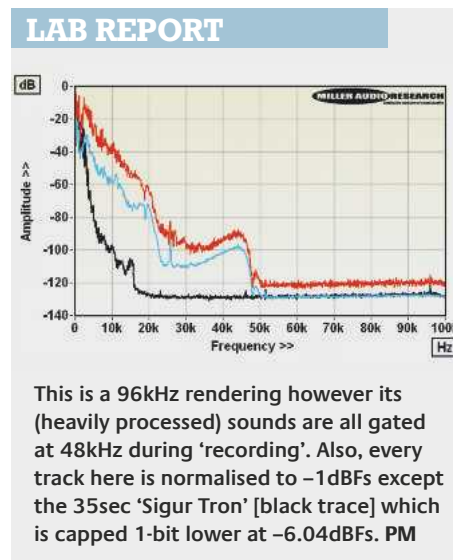 LAB REPORT
dB
MILLER AUDIO RESEARCH
0
-20
-40
-60
-80
-100
-120
-140
Amplitude >>
0 10k 20k 30k 40k 50k 60k 70k 80k 90k 100
Frequency >>
Hz
This is a 96kHz rendering however its
(heavily processed) sounds are all gated
at 48kHz during ‘recording’. Also, every
track here is normalised to –1dBFs except
the 35sec ‘Sigur Tron’ [black trace] which
is capped 1-bit lower at –6.04dBFs. PM